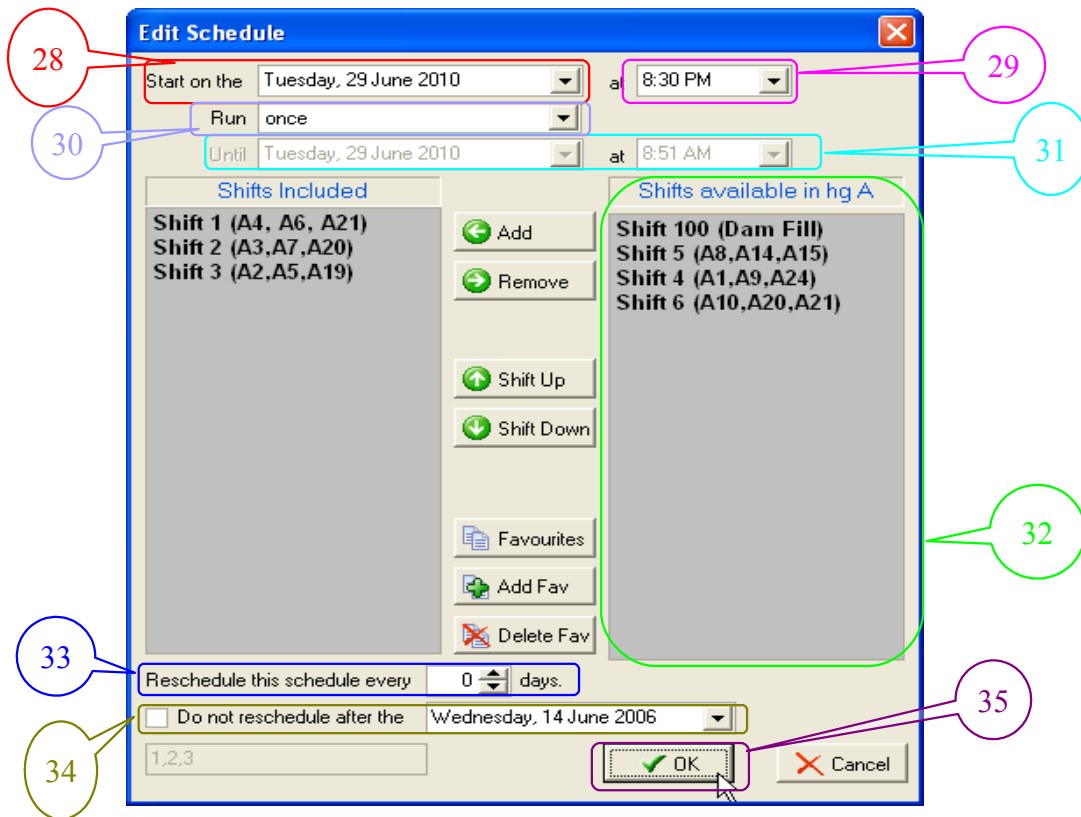 Edit Schedule
28
Start on the Tuesday, 29 June 2010 at 8:30 PM
29
30
Run once
Until Tuesday, 29 June 2010 at 8:51 AM
31
Shifts Included
Shift 1 (A4, A6, A21)
Shift 2 (A3,A7,A20)
Shift 3 (A2,A5,A19)
Add
Remove
Shift Up
Shift Down
Favourites
Add Fav
Delete Fav
Shifts available in hg A
Shift 100 (Dam Fill)
Shift 5 (A8,A14,A15)
Shift 4 (A1,A9,A24)
Shift 6 (A10,A20,A21)
32
33
Reschedule this schedule every 0 days.
34
Do not reschedule after the Wednesday, 14 June 2006
35
1,2,3
OK
Cancel